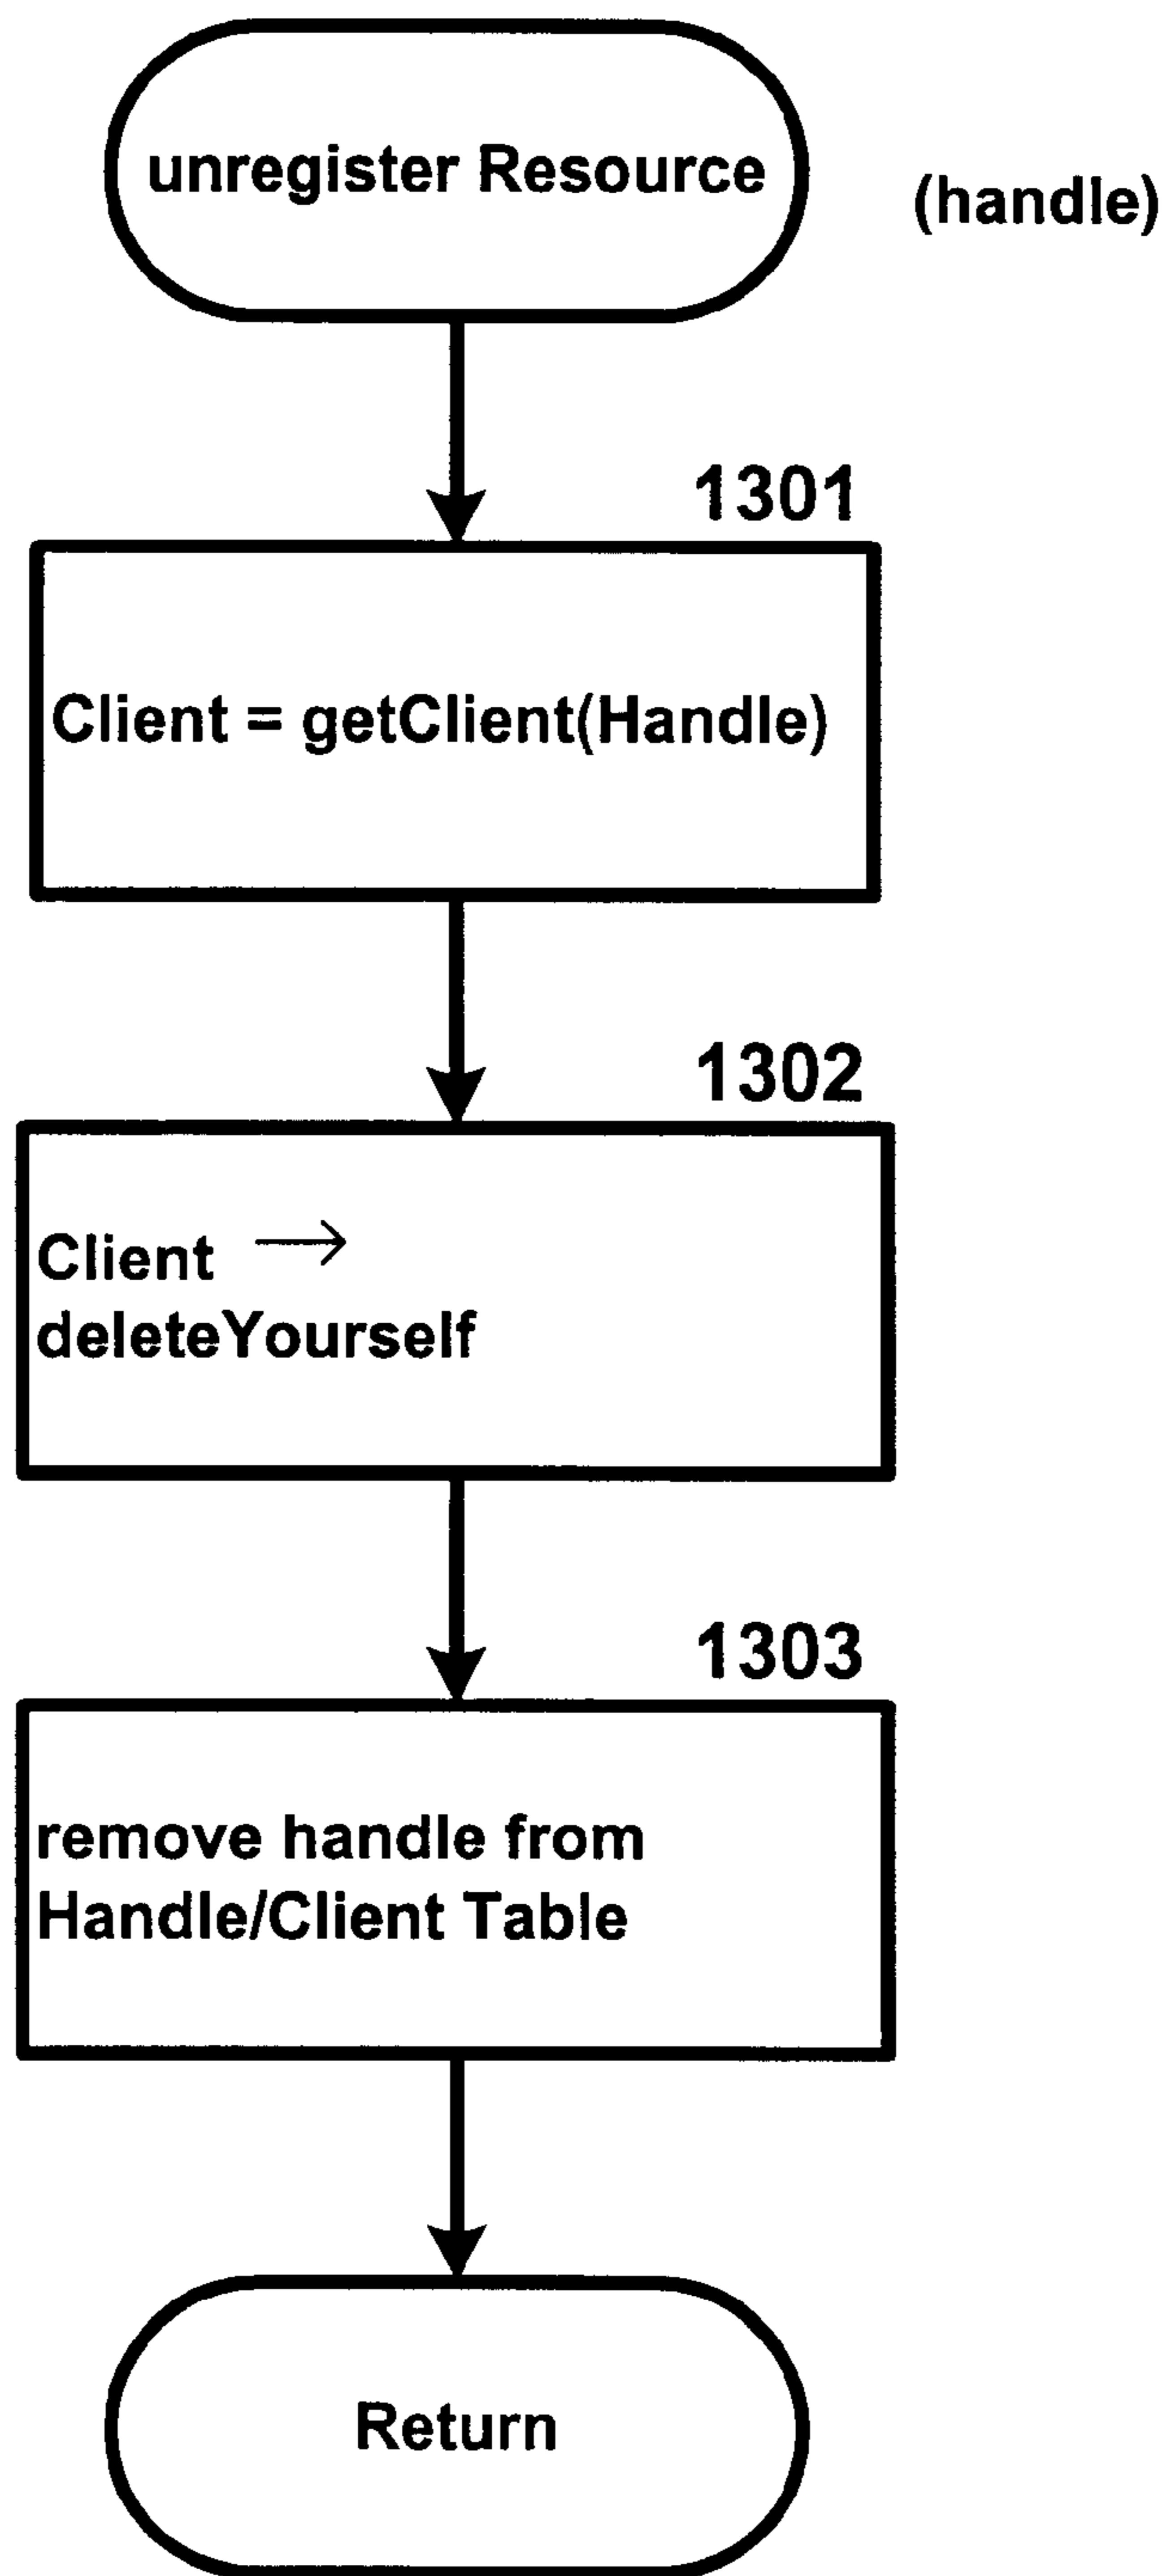 unregister Resource
(handle)
1301
Client = getClient(Handle)
1302
Client →
deleteYourself
1303
remove handle from
Handle/Client Table
Return